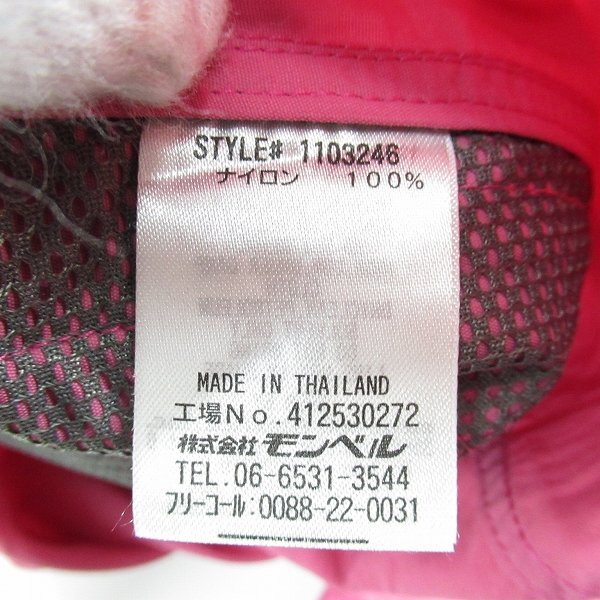 STYLE# 1103246
ナイロン 100%
MADE IN THAILAND
工場No.412530272
株式会社 モンベル
TEL.06-6531-3544
フリーコール:0088-22-0031